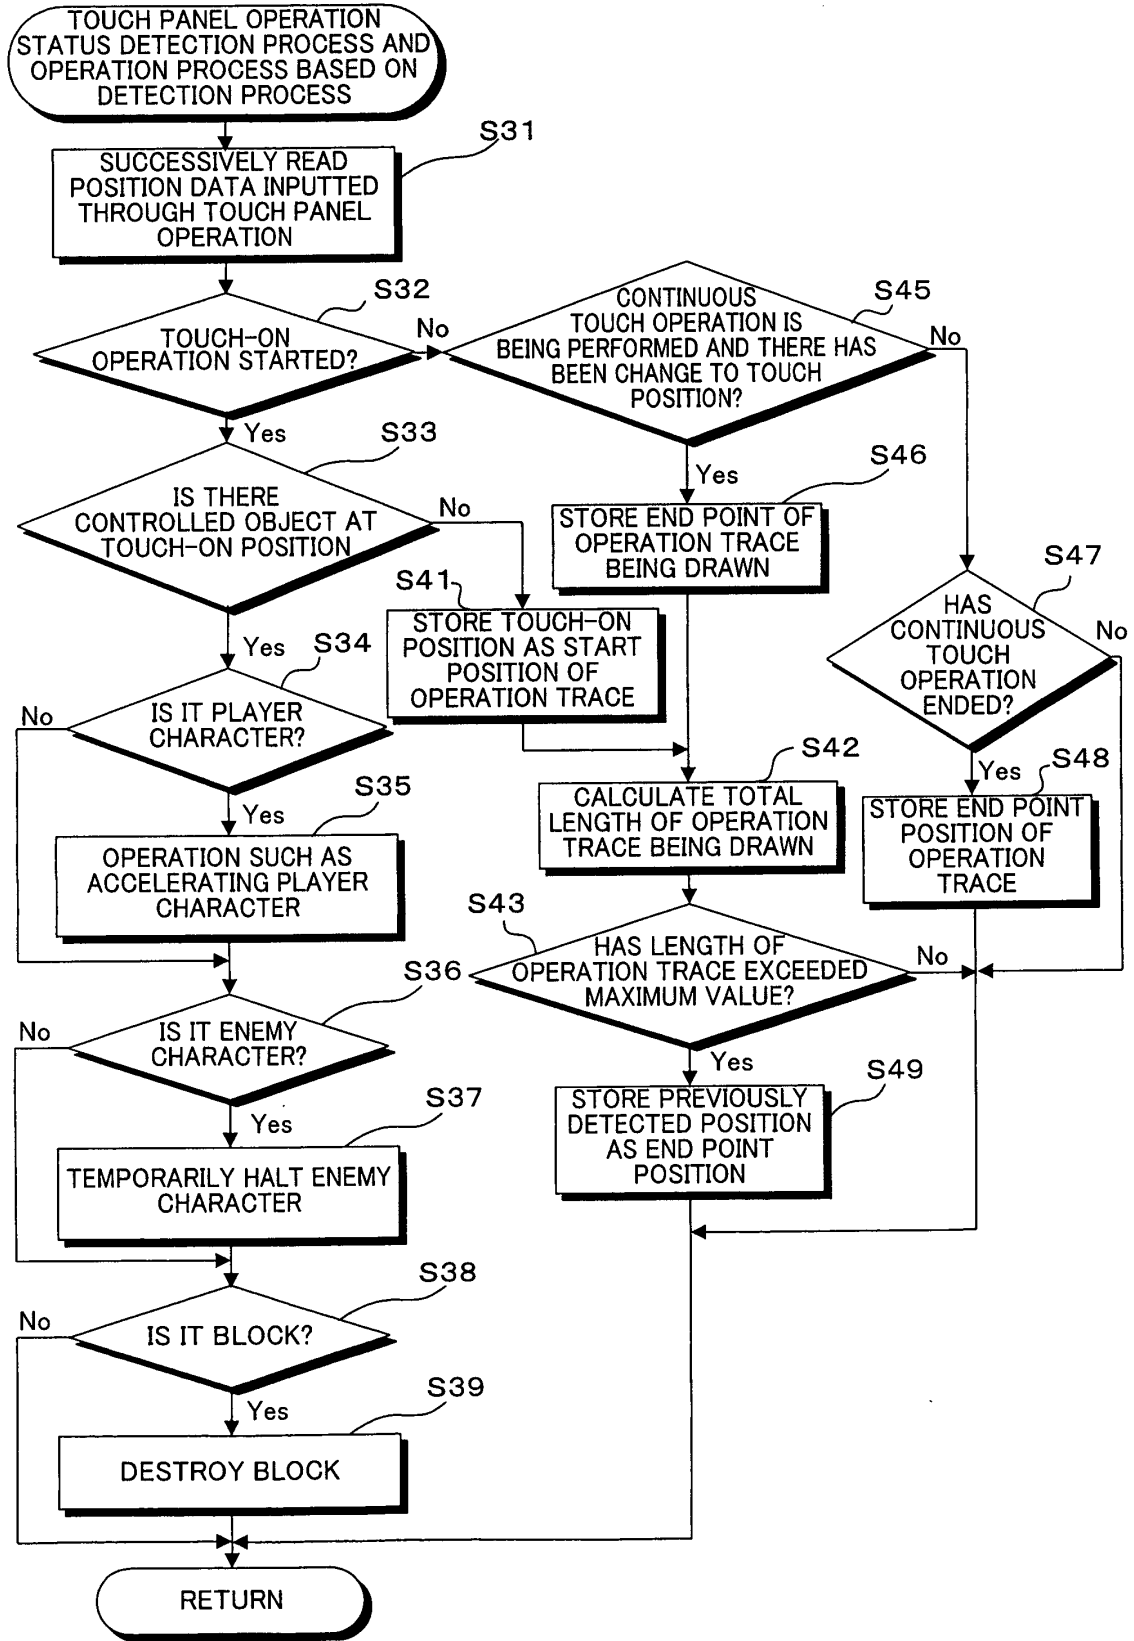 TOUCH PANEL OPERATION
STATUS DETECTION PROCESS AND
OPERATION PROCESS BASED ON
DETECTION PROCESS
S31
SUCCESSIVELY READ
POSITION DATA INPUTTED
THROUGH TOUCH PANEL
OPERATION
S32
TOUCH-ON
OPERATION STARTED?
No
Yes
S33
IS THERE
CONTROLLED OBJECT AT
TOUCH-ON POSITION
No
Yes
S34
IS IT PLAYER
CHARACTER?
No
Yes
S35
OPERATION SUCH AS
ACCELERATING PLAYER
CHARACTER
S36
IS IT ENEMY
CHARACTER?
No
Yes
S37
TEMPORARILY HALT ENEMY
CHARACTER
S38
IS IT BLOCK?
No
Yes
S39
DESTROY BLOCK
RETURN
S41
STORE TOUCH-ON
POSITION AS START
POSITION OF
OPERATION TRACE
S45
CONTINUOUS
TOUCH OPERATION IS
BEING PERFORMED AND THERE HAS
BEEN CHANGE TO TOUCH
POSITION?
No
Yes
S46
STORE END POINT OF
OPERATION TRACE
BEING DRAWN
S42
CALCULATE TOTAL
LENGTH OF OPERATION
TRACE BEING DRAWN
S43
HAS LENGTH OF
OPERATION TRACE EXCEEDED
MAXIMUM VALUE?
No
Yes
S49
STORE PREVIOUSLY
DETECTED POSITION
AS END POINT
POSITION
S47
HAS
CONTINUOUS
TOUCH
OPERATION
ENDED?
No
Yes
S48
STORE END POINT
POSITION OF
OPERATION
TRACE